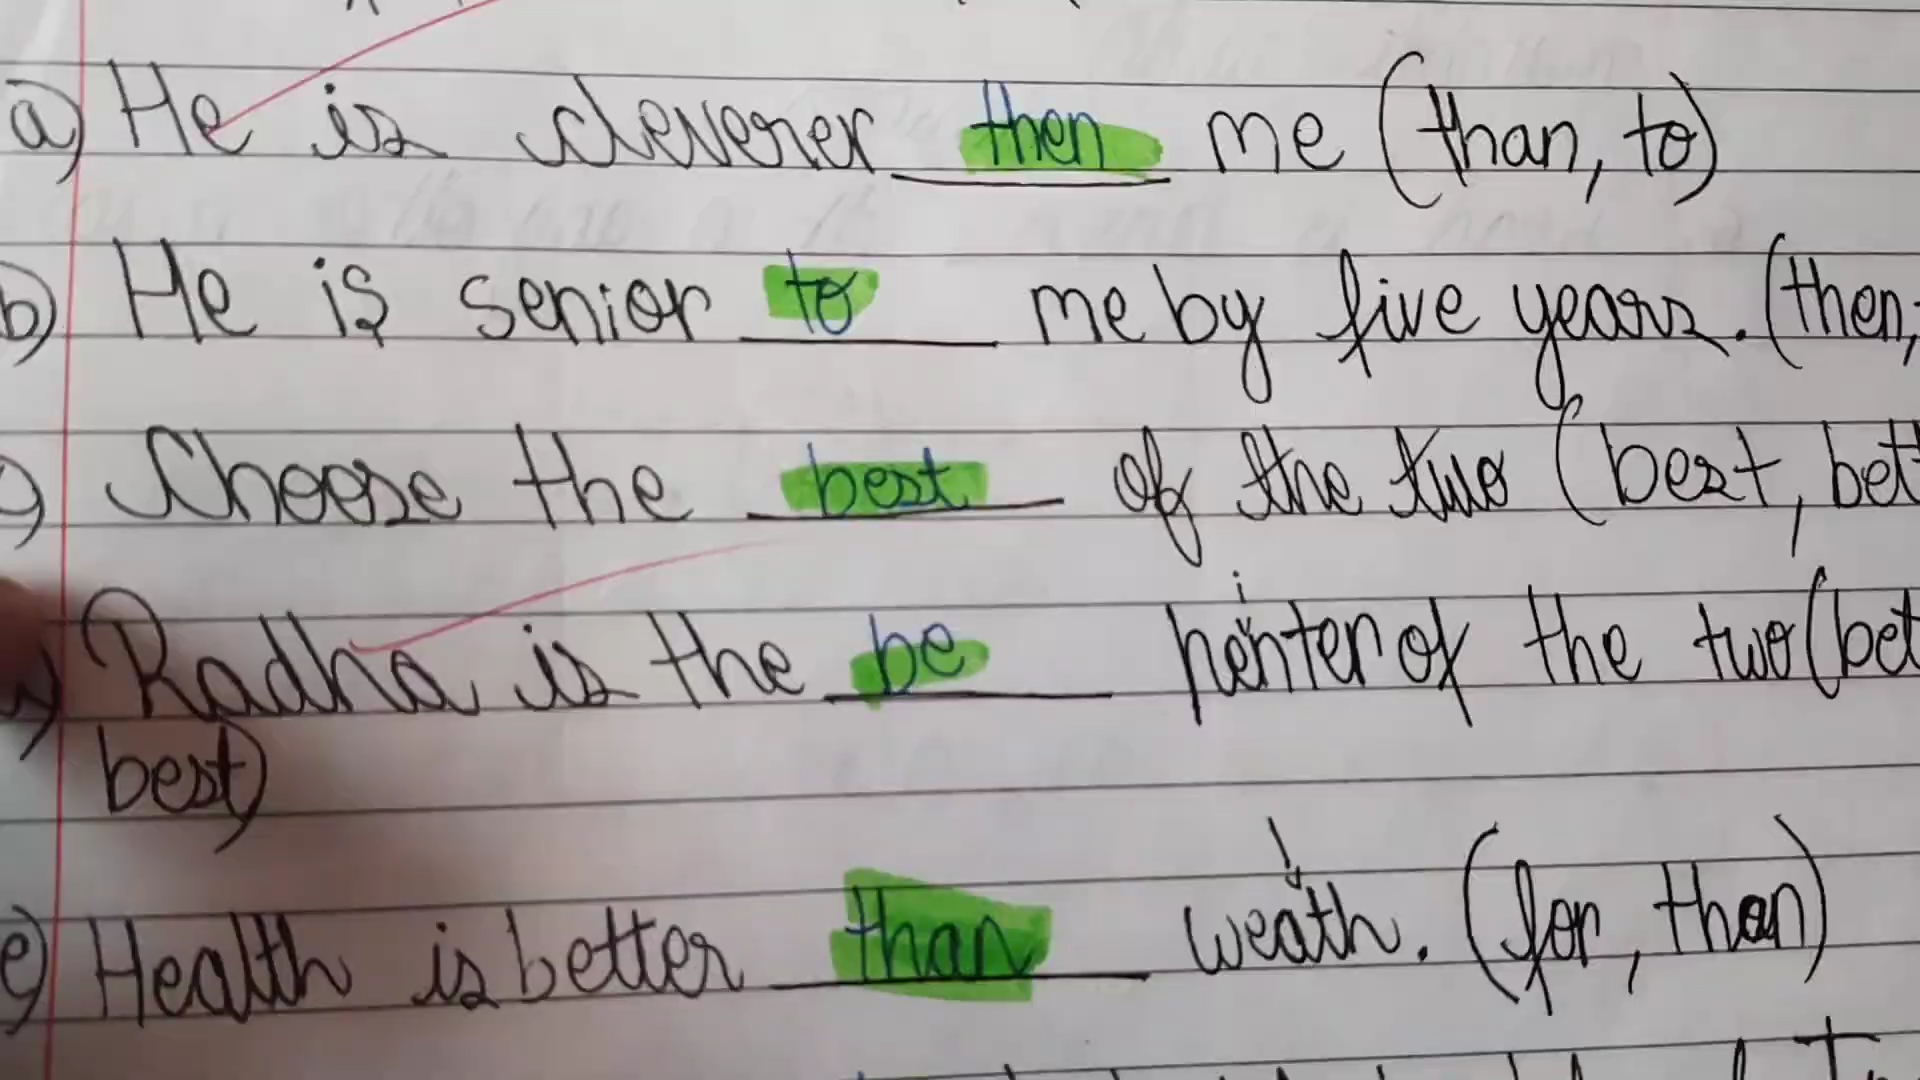 a) He is cleverer then me (than, to)
b) He is senior to me by five years. (then,
Choose the best of the two (best, bet
Radha is the be painter of the two (bet
best)
e) Health is better than wealth. (for, than)